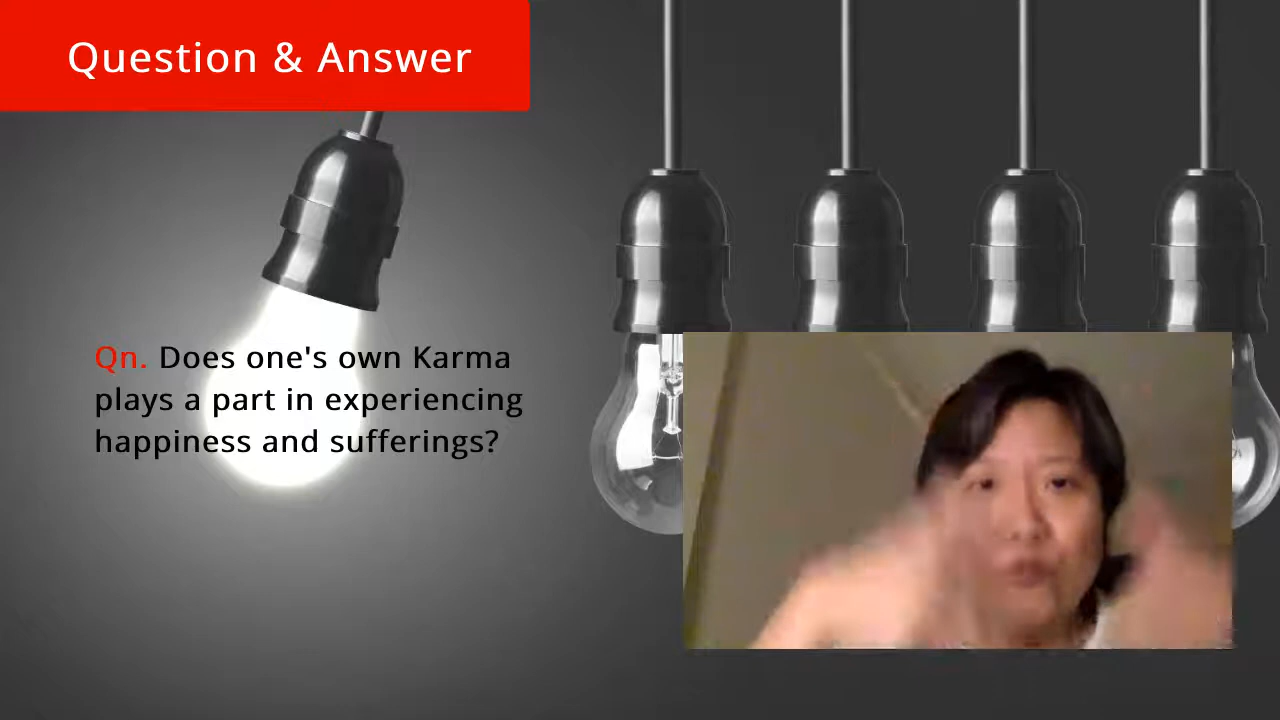 Question & Answer
Qn. Does one's own Karma
plays a part in experiencing
happiness and sufferings?